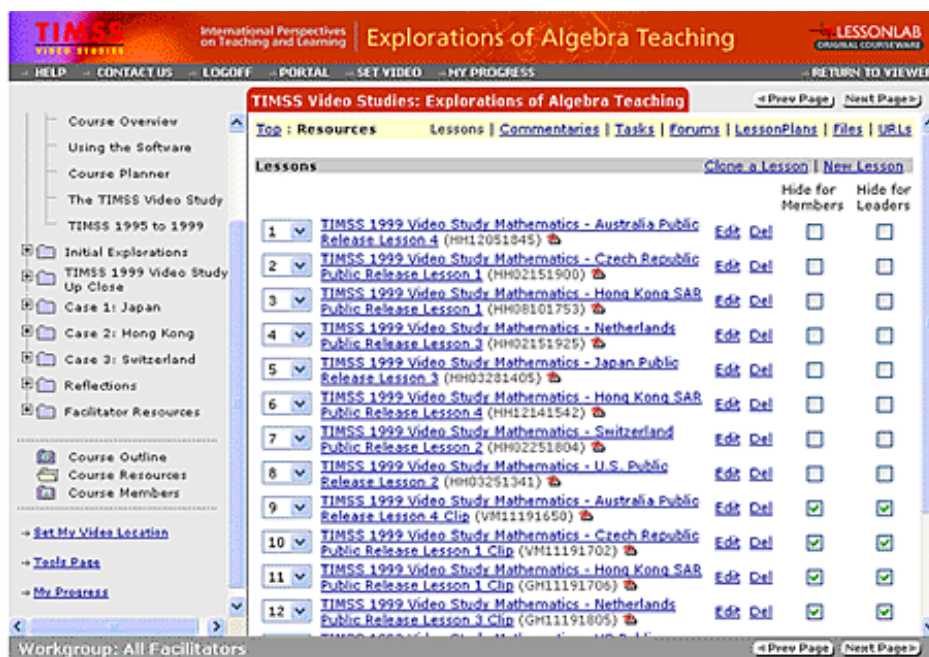 TIMSS
VIDEO STUDIES
International Perspectives
on Teaching and Learning
Explorations of Algebra Teaching
LESSONLAB
ORIGINAL COURSEWARE
HELP CONTACT US LOGOFF PORTAL SET VIDEO MY PROGRESS RETURN TO VIEWER
TIMSS Video Studies: Explorations of Algebra Teaching
Prev Page Next Page
Course Overview
Using the Software
Course Planner
The TIMSS Video Study
TIMSS 1995 to 1999
Initial Explorations
TIMSS 1999 Video Study
Up Close
Case 1: Japan
Case 2: Hong Kong
Case 3: Switzerland
Reflections
Facilitator Resources
Course Outline
Course Resources
Course Members
Set My Video Location
Tools Page
My Progress
Top : Resources Lessons | Commentaries | Tasks | Forums | LessonPlans | Files | URLs
Lessons Clone a Lesson | New Lesson
Hide for Hide for
Members Leaders
1 TIMSS 1999 Video Study Mathematics - Australia Public Edit Del
Release Lesson 4 (HH12051845)
2 TIMSS 1999 Video Study Mathematics - Czech Republic Edit Del
Public Release Lesson 1 (HH02151900)
3 TIMSS 1999 Video Study Mathematics - Hong Kong SAR Edit Del
Public Release Lesson 1 (HH08101753)
4 TIMSS 1999 Video Study Mathematics - Netherlands Edit Del
Public Release Lesson 3 (HH02151925)
5 TIMSS 1999 Video Study Mathematics - Japan Public Edit Del
Release Lesson 3 (HH03281405)
6 TIMSS 1999 Video Study Mathematics - Hong Kong SAR Edit Del
Public Release Lesson 4 (HH12141542)
7 TIMSS 1999 Video Study Mathematics - Switzerland Edit Del
Public Release Lesson 2 (HH02251804)
8 TIMSS 1999 Video Study Mathematics - U.S. Public Edit Del
Release Lesson 2 (HH03251341)
9 TIMSS 1999 Video Study Mathematics - Australia Public Edit Del
Release Lesson 4 Clip (VM11191650)
10 TIMSS 1999 Video Study Mathematics - Czech Republic Edit Del
Public Release Lesson 1 Clip (VM11191702)
11 TIMSS 1999 Video Study Mathematics - Hong Kong SAR Edit Del
Public Release Lesson 1 Clip (GH11191706)
12 TIMSS 1999 Video Study Mathematics - Netherlands Edit Del
Public Release Lesson 3 Clip (GH11191805)
Workgroup: All Facilitators Prev Page Next Page